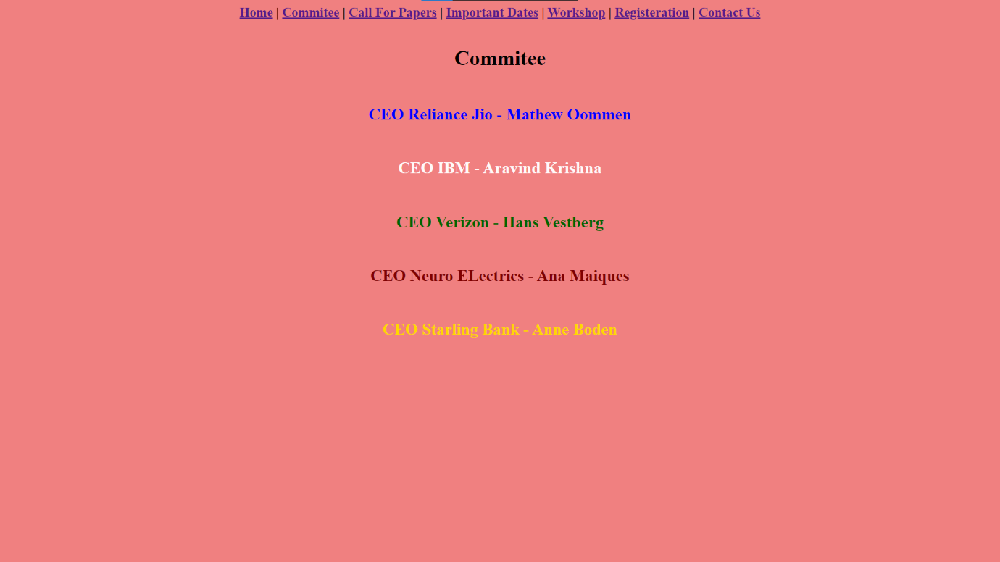 Home | Commitee | Call For Papers | Important Dates | Workshop | Registeration | Contact Us
Commitee
CEO Reliance Jio - Mathew Oommen
CEO IBM - Aravind Krishna
CEO Verizon - Hans Vestberg
CEO Neuro ELectrics - Ana Maiques
CEO Starling Bank - Anne Boden